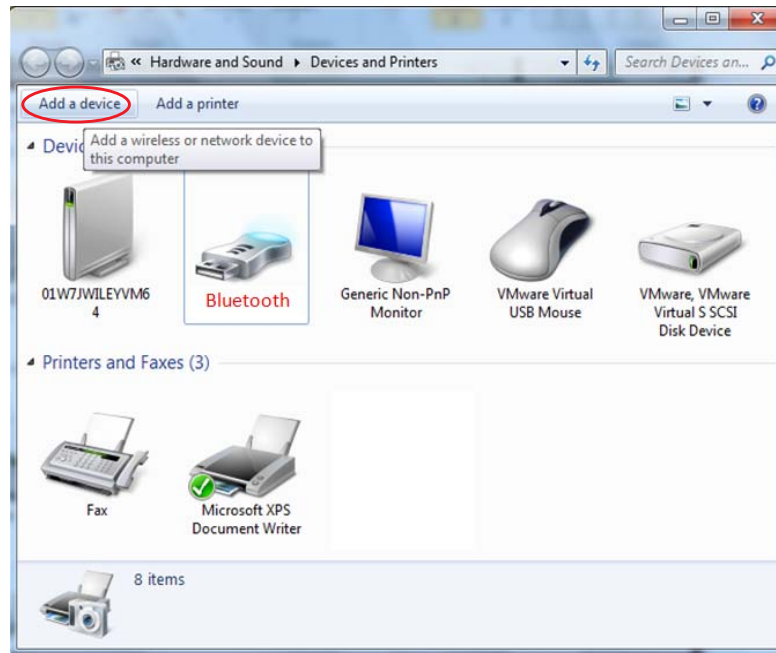 « Hardware and Sound ▸ Devices and Printers
Search Devices an...
Add a device
Add a printer
Add a wireless or network device to
this computer
01W7JWILEYVM6
4
Bluetooth
Generic Non-PnP
Monitor
VMware Virtual
USB Mouse
VMware, VMware
Virtual S SCSI
Disk Device
Printers and Faxes (3)
Fax
Microsoft XPS
Document Writer
8 items